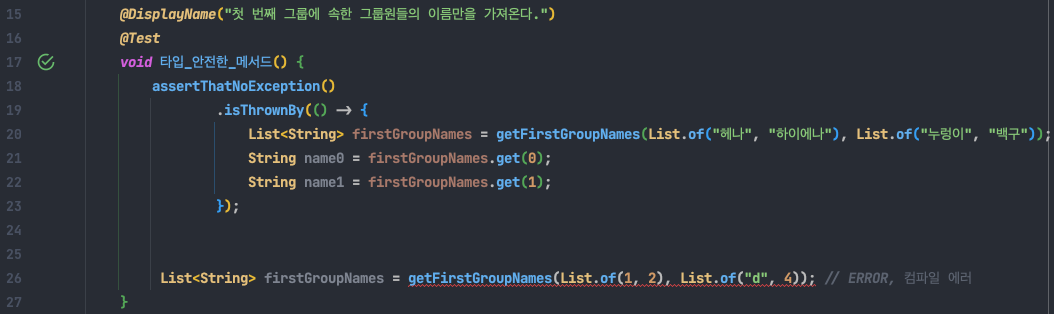 15 @DisplayName("첫 번째 그룹에 속한 그룹원들의 이름만을 가져온다.")
16 @Test
17 void 타입_안전한_메서드() {
18 assertThatNoException()
19 .isThrownBy(() -> {
20 List<String> firstGroupNames = getFirstGroupNames(List.of("헤나", "하이에나"), List.of("누렁이", "백구"));
21 String name0 = firstGroupNames.get(0);
22 String name1 = firstGroupNames.get(1);
23 });
24
25
26 List<String> firstGroupNames = getFirstGroupNames(List.of(1, 2), List.of("d", 4)); // ERROR, 컴파일 에러
27 }